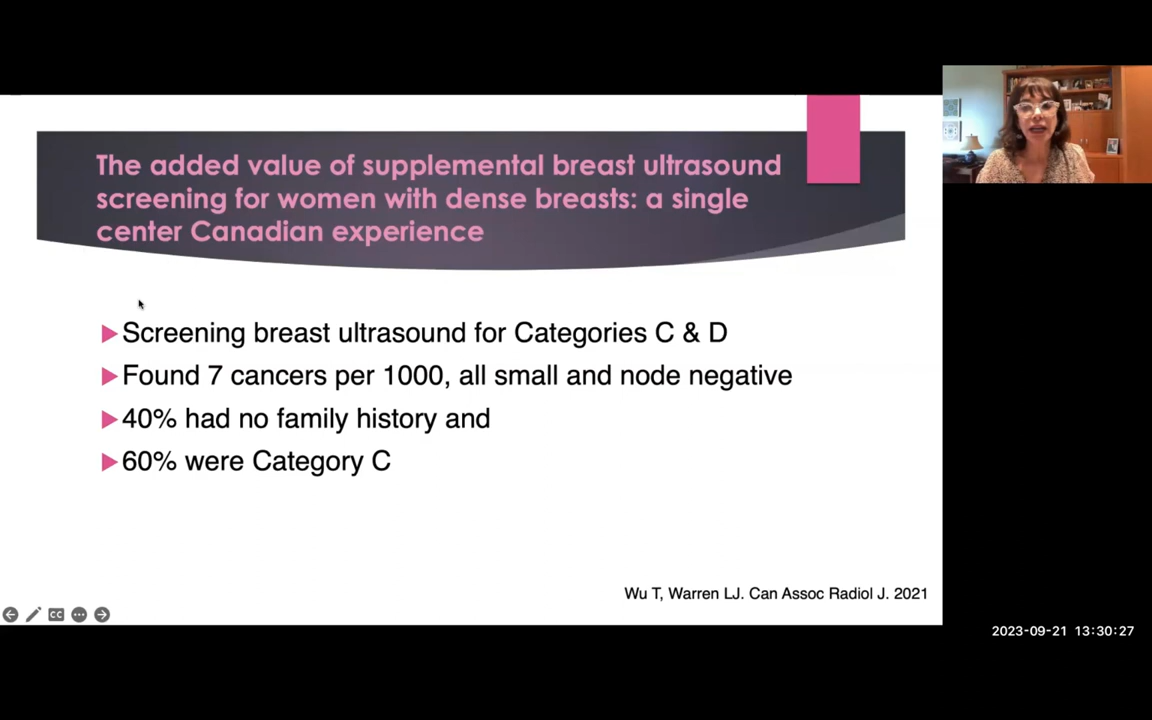 The added value of supplemental breast ultrasound
screening for women with dense breasts: a single
center Canadian experience
Screening breast ultrasound for Categories C & D
Found 7 cancers per 1000, all small and node negative
40% had no family history and
60% were Category C
Wu T, Warren LJ. Can Assoc Radiol J. 2021
CC
2023-09-21 13:30:27